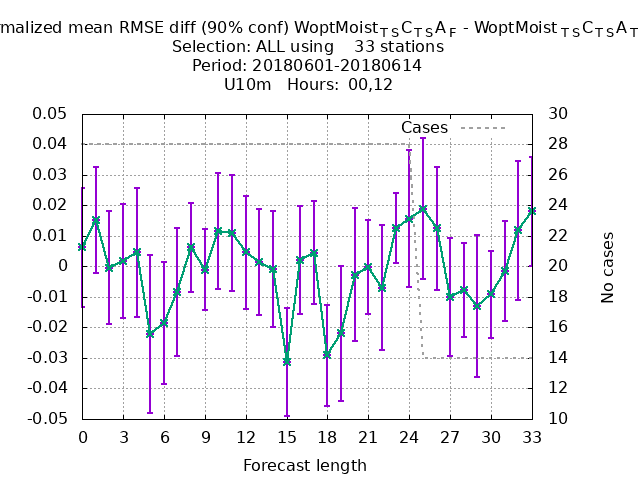 rmalized mean RMSE diff (90% conf) WoptMoist_TSC_TSA_F - WoptMoist_TSC_TSA_T
Selection: ALL using 33 stations
Period: 20180601-20180614
U10m Hours: 00,12
Cases
0.05
0.04
0.03
0.02
0.01
0
-0.01
-0.02
-0.03
-0.04
-0.05
30
28
26
24
22
20
18
16
14
12
10
No cases
0 3 6 9 12 15 18 21 24 27 30 33
Forecast length